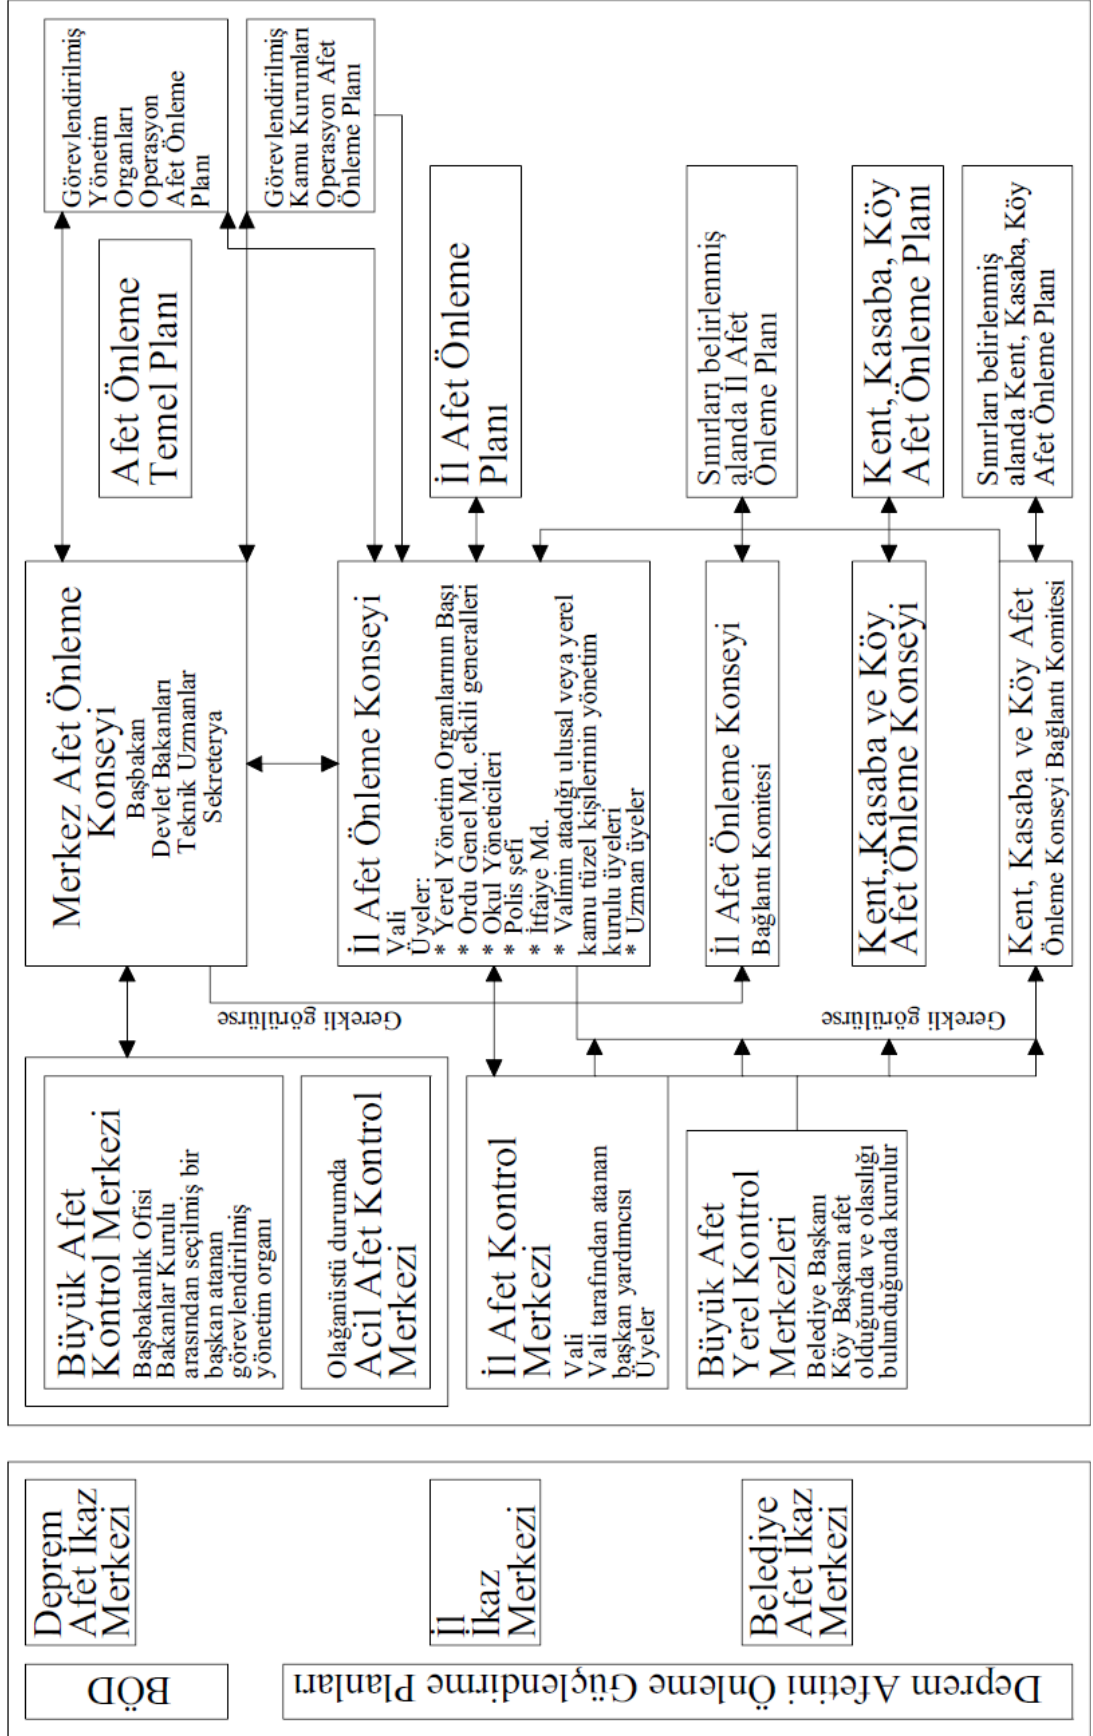 BÖD
Deprem Afetini Önleme Güçlendirme Planları
Deprem
Afet İkaz
Merkezi
İl
İkaz
Merkezi
Belediye
Afet İkaz
Merkezi
Büyük Afet
Kontrol Merkezi
Başbakanlık Ofisi
Bakanlar Kurulu
arasından seçilmiş bir
başkan atanan
görevlendirilmiş
yönetim organı
Olağanüstü durumda
Acil Afet Kontrol
Merkezi
İl Afet Kontrol
Merkezi
Vali
Vali tarafından atanan
başkan yardımcısı
Üyeler
Büyük Afet
Yerel Kontrol
Merkezleri
Belediye Başkanı
Köy Başkanı afet
olduğunda ve olasılığı
bulunduğunda kurulur
Gerekli görülürse
Gerekli görülürse
Merkez Afet Önleme
Konseyi
Başbakan
Devlet Bakanları
Teknik Uzmanlar
Sekreterya
İl Afet Önleme Konseyi
Vali
Üyeler:
* Yerel Yönetim Organlarının Başı
* Ordu Genel Md. etkili generalleri
* Okul Yöneticileri
* Polis şefi
* İtfaiye Md.
* Valinin atadığı ulusal veya yerel
kamu tüzel kişilerinin yönetim
kurulu üyeleri
* Uzman üyeler
İl Afet Önleme Konseyi
Bağlantı Komitesi
Kent, Kasaba ve Köy
Afet Önleme Konseyi
Kent, Kasaba ve Köy Afet
Önleme Konseyi Bağlantı Komitesi
Afet Önleme
Temel Planı
Görevlendirilmiş
Yönetim
Organları
Operasyon
Afet Önleme
Planı
Görevlendirilmiş
Kamu Kurumları
Operasyon Afet
Önleme Planı
İl Afet Önleme
Planı
Sınırları belirlenmiş
alanda İl Afet
Önleme Planı
Kent, Kasaba, Köy
Afet Önleme Planı
Sınırları belirlenmiş
alanda Kent, Kasaba, Köy
Afet Önleme Planı